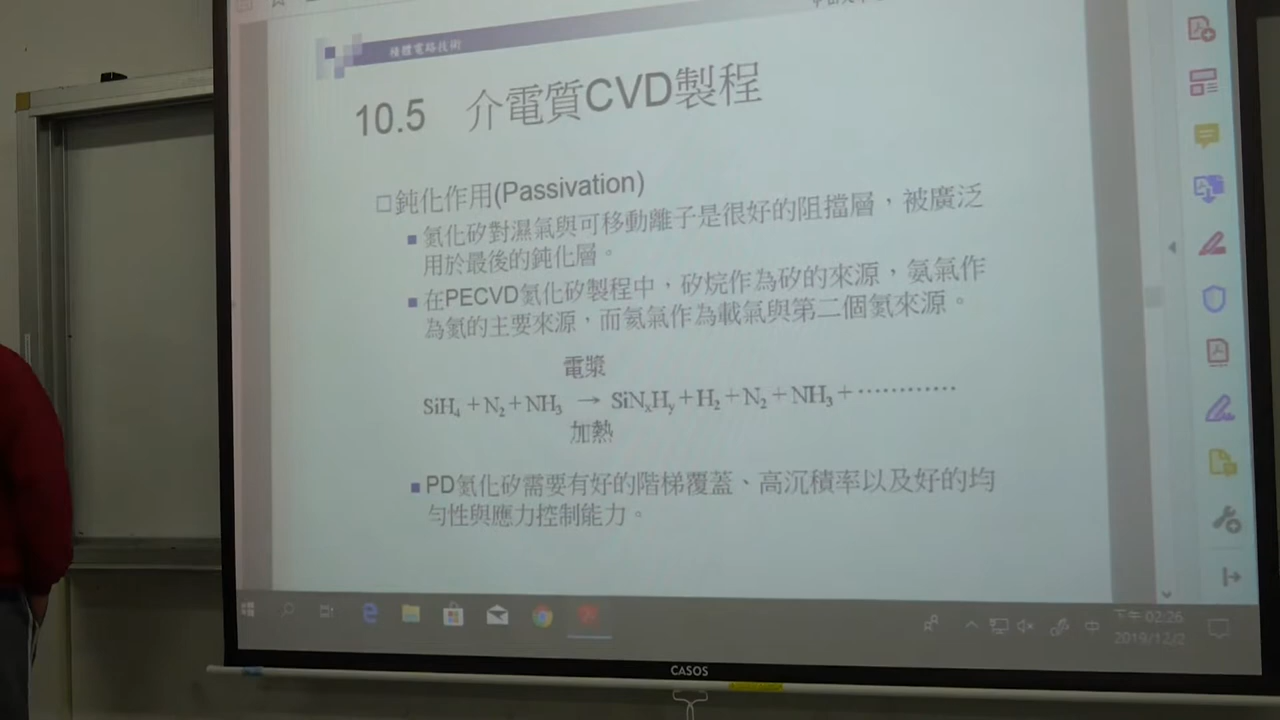 積體電路技術
10.5 介電質CVD製程
鈍化作用(Passivation)
氮化矽對濕氣與可移動離子是很好的阻擋層，被廣泛
用於最後的鈍化層。
在PECVD氮化矽製程中，矽烷作為矽的來源，氨氣作
為氮的主要來源，而氮氣作為載氣與第二個氮來源。
電漿
SiH₄ + N₂ + NH₃ → SiNₓHᵧ + H₂ + N₂ + NH₃ + …………
加熱
PD氮化矽需要有好的階梯覆蓋、高沉積率以及好的均
勻性與應力控制能力。
中
下午 02:26
2019/12/2
CASOS